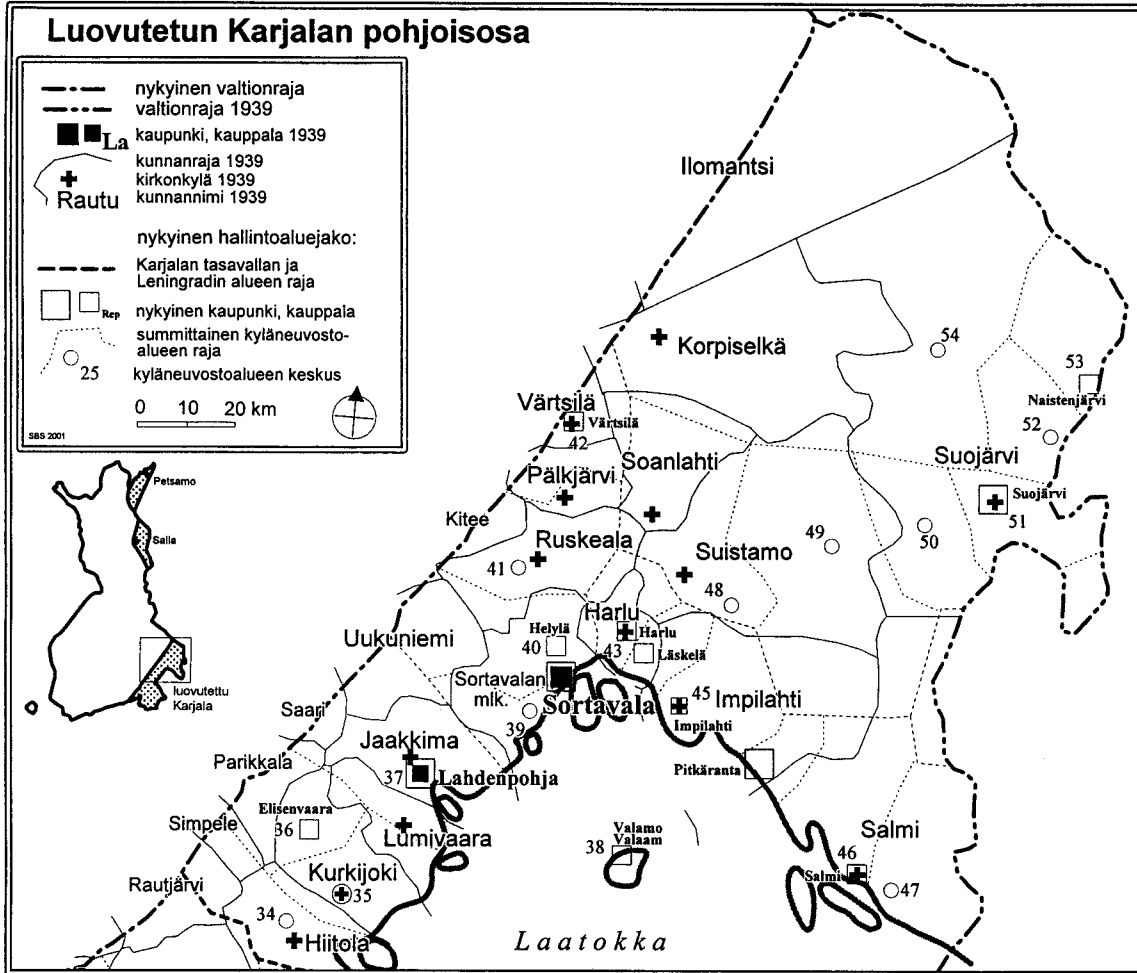 Luovutetun Karjalan pohjoisosa
nykyinen valtionraja
valtionraja 1939
La kaupunki, kauppala 1939
kunnanraja 1939
kirkonkylä 1939
Rautu kunnannimi 1939
nykyinen hallintoaluejako:
Karjalan tasavallan ja
Leningradin alueen raja
Rep nykyinen kaupunki, kauppala
summittainen kyläneuvosto-
alueen raja
25 kyläneuvostoalueen keskus
0 10 20 km
SBS 2001
Petsamo
Salla
luovutettu
Karjala
Ilomantsi
Korpiselkä
54
53
Naistenjärvi
52
Värtsilä
Värtsilä
42
Suojärvi
Suojärvi
51
50
49
Pälkjärvi
Soanlahti
Kitee
Ruskeala
41
Suistamo
48
Uukuniemi
Harlu
Harlu
43
Läskelä
Helylä
40
Sortavalan
mlk.
Sortavala
39
45
Impilahti
Impilahti
Saari
Jaakkima
37
Lahdenpohja
Parikkala
Pitkäranta
Elisenvaara
36
Simpele
Lumivaara
Valamo
Valaam
38
Salmi
46
Salmi
47
Rautjärvi
Kurkijoki
35
34
Hiitola
Laatokka